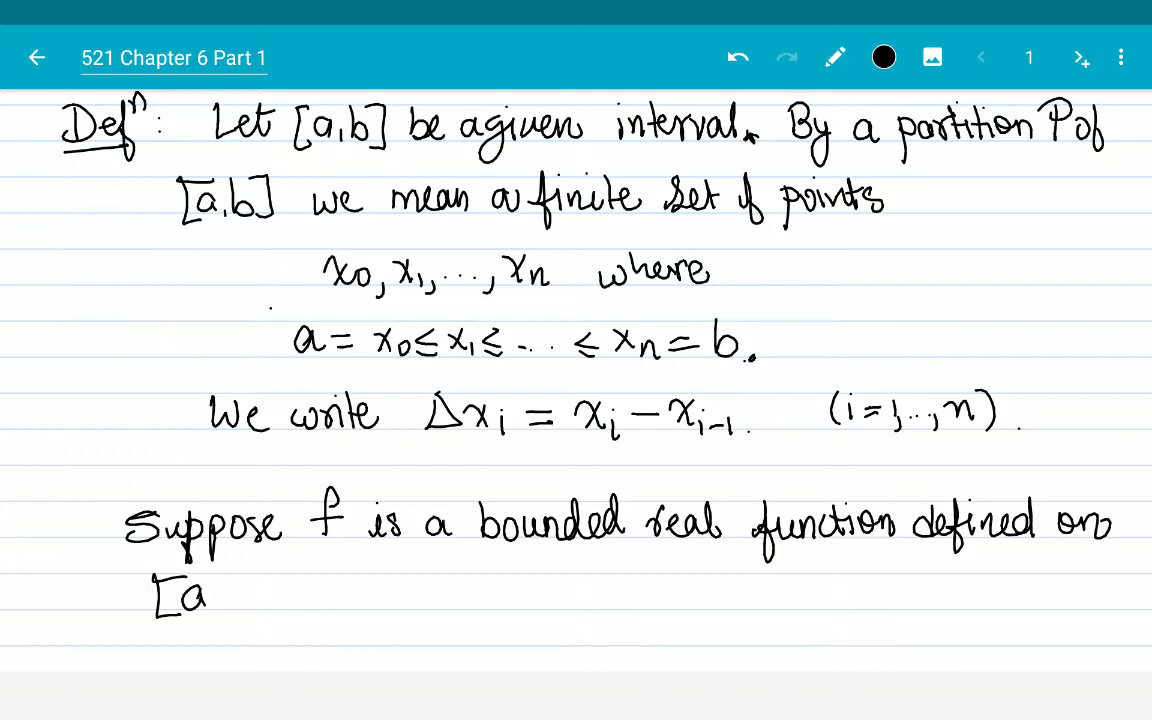 521 Chapter 6 Part 1
1
Defⁿ: Let [a,b] be a given interval. By a partition P of
[a,b] we mean a finite set of points
x₀, x₁, ..., xₙ where
a = x₀ ≤ x₁ ≤ ... ≤ xₙ = b.
We write Δxᵢ = xᵢ - xᵢ₋₁. (i=1,..,n).
Suppose f is a bounded real function defined on
[a